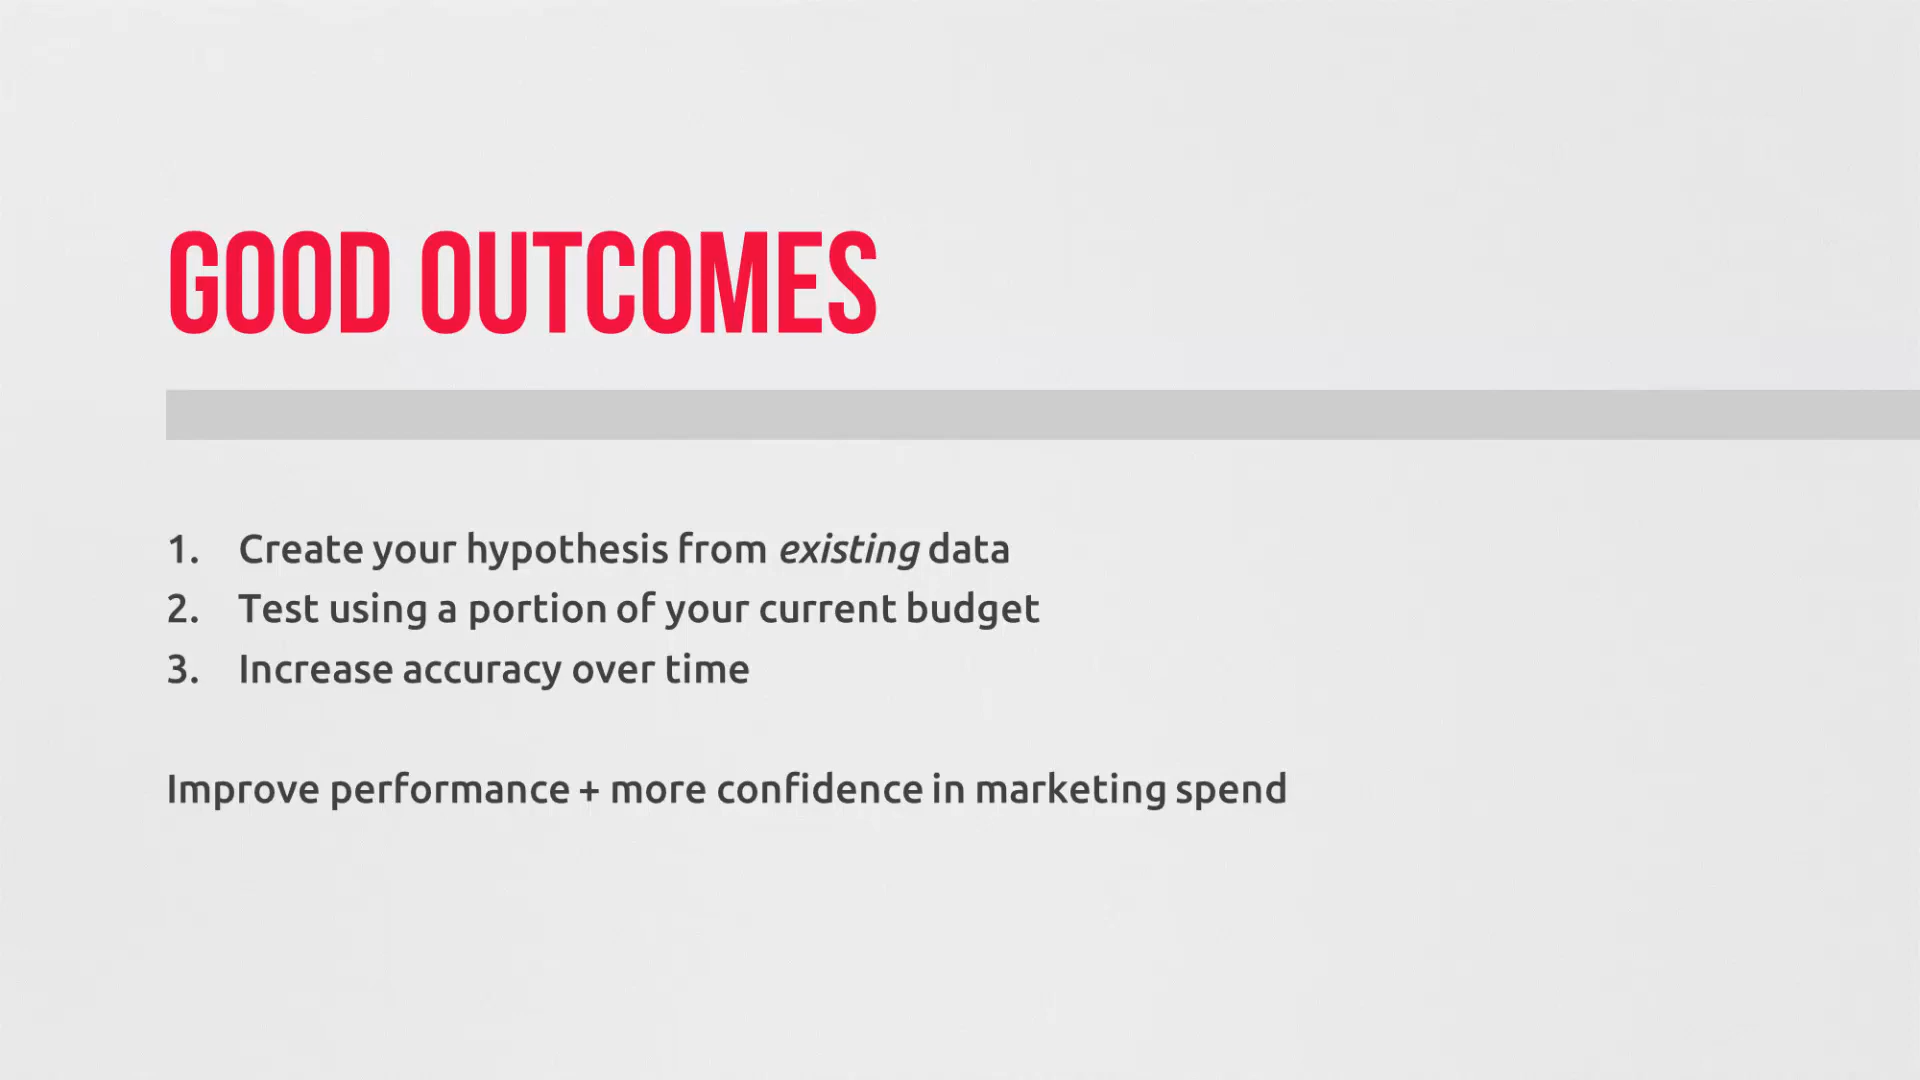 GOOD OUTCOMES
1. Create your hypothesis from existing data
2. Test using a portion of your current budget
3. Increase accuracy over time
Improve performance + more confidence in marketing spend